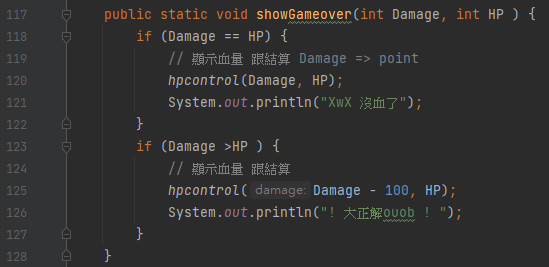 117 public static void showGameover(int Damage, int HP ) {
118 if (Damage == HP) {
119 // 顯示血量 跟結算 Damage => point
120 hpcontrol(Damage, HP);
121 System.out.println("XwX 沒血了");
122 }
123 if (Damage >HP ) {
124 // 顯示血量 跟結算
125 hpcontrol( damage: Damage - 100, HP);
126 System.out.println("! 大正解ouob ! ");
127 }
128 }